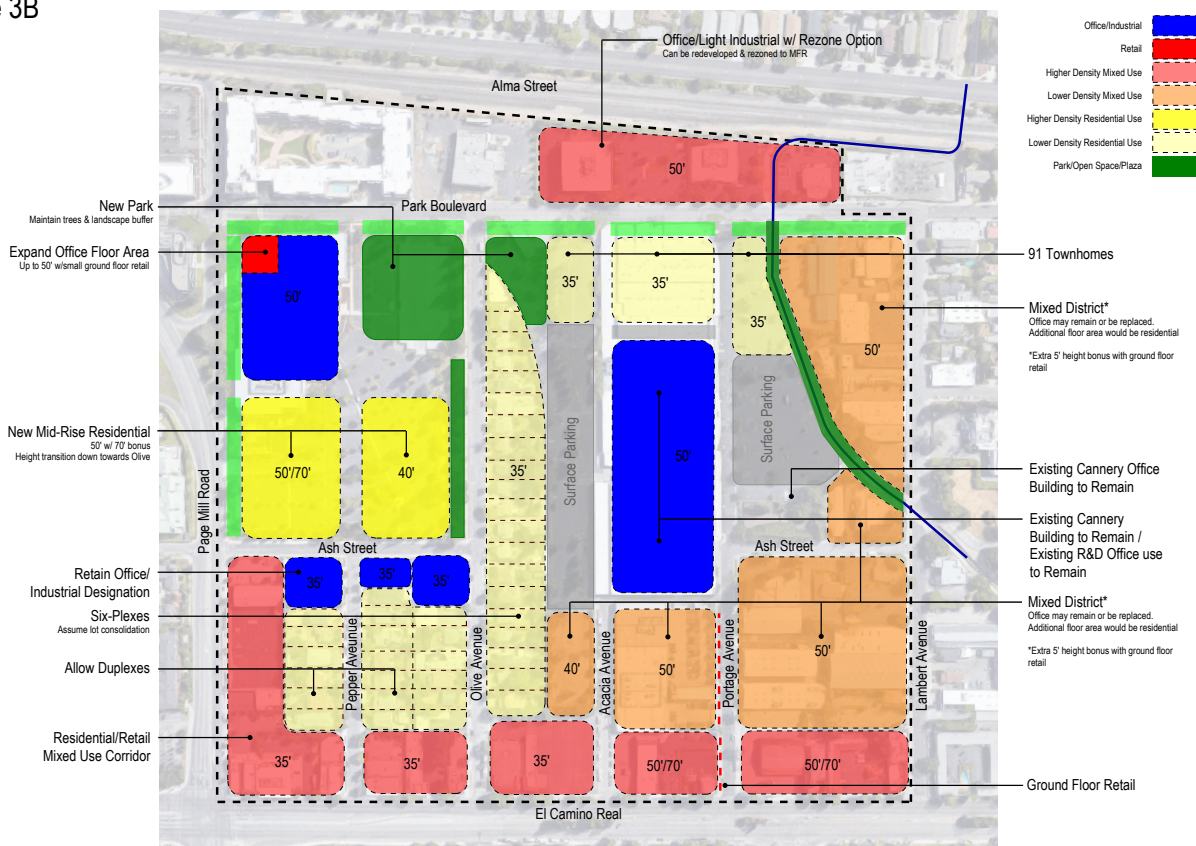 3B
Office/Industrial
Retail
Higher Density Mixed Use
Lower Density Mixed Use
Higher Density Residential Use
Lower Density Residential Use
Park/Open Space/Plaza
Office/Light Industrial w/ Rezone Option
Can be redeveloped & rezoned to MFR
Alma Street
50'
New Park
Maintain trees & landscape buffer
Park Boulevard
Expand Office Floor Area
Up to 50' w/small ground floor retail
50'
35'
35'
35'
91 Townhomes
Mixed District*
Office may remain or be replaced.
Additional floor area would be residential
*Extra 5' height bonus with ground floor
retail
50'
New Mid-Rise Residential
50' w/ 70' bonus
Height transition down towards Olive
50'/70'
40'
35'
Surface Parking
50'
Surface Parking
Existing Cannery Office
Building to Remain
Existing Cannery
Building to Remain /
Existing R&D Office use
to Remain
Page Mill Road
Ash Street
Ash Street
Retain Office/
Industrial Designation
35'
35'
35'
Six-Plexes
Assume lot consolidation
Mixed District*
Office may remain or be replaced.
Additional floor area would be residential
*Extra 5' height bonus with ground floor
retail
Allow Duplexes
Pepper Aveunue
Olive Avenue
40'
Acacia Avenue
50'
Portage Avenue
50'
Lambert Avenue
Residential/Retail
Mixed Use Corridor
35'
35'
35'
50'/70'
50'/70'
Ground Floor Retail
El Camino Real